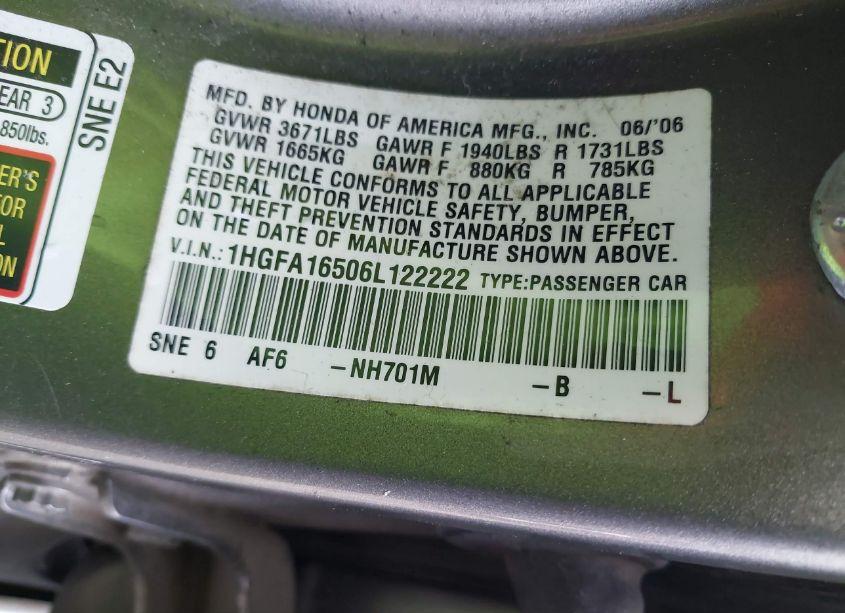 TION
EAR 3
850lbs.
SNE E2
ER'S
TOR
L
ON
MFD. BY HONDA OF AMERICA MFG., INC. 06/'06
GVWR 3671LBS GAWR F 1940LBS R 1731LBS
GVWR 1665KG GAWR F 880KG R 785KG
THIS VEHICLE CONFORMS TO ALL APPLICABLE
FEDERAL MOTOR VEHICLE SAFETY, BUMPER,
AND THEFT PREVENTION STANDARDS IN EFFECT
ON THE DATE OF MANUFACTURE SHOWN ABOVE.
V.I.N.: 1HGFA16506L122222 TYPE:PASSENGER CAR
SNE 6 AF6 -NH701M -B -L